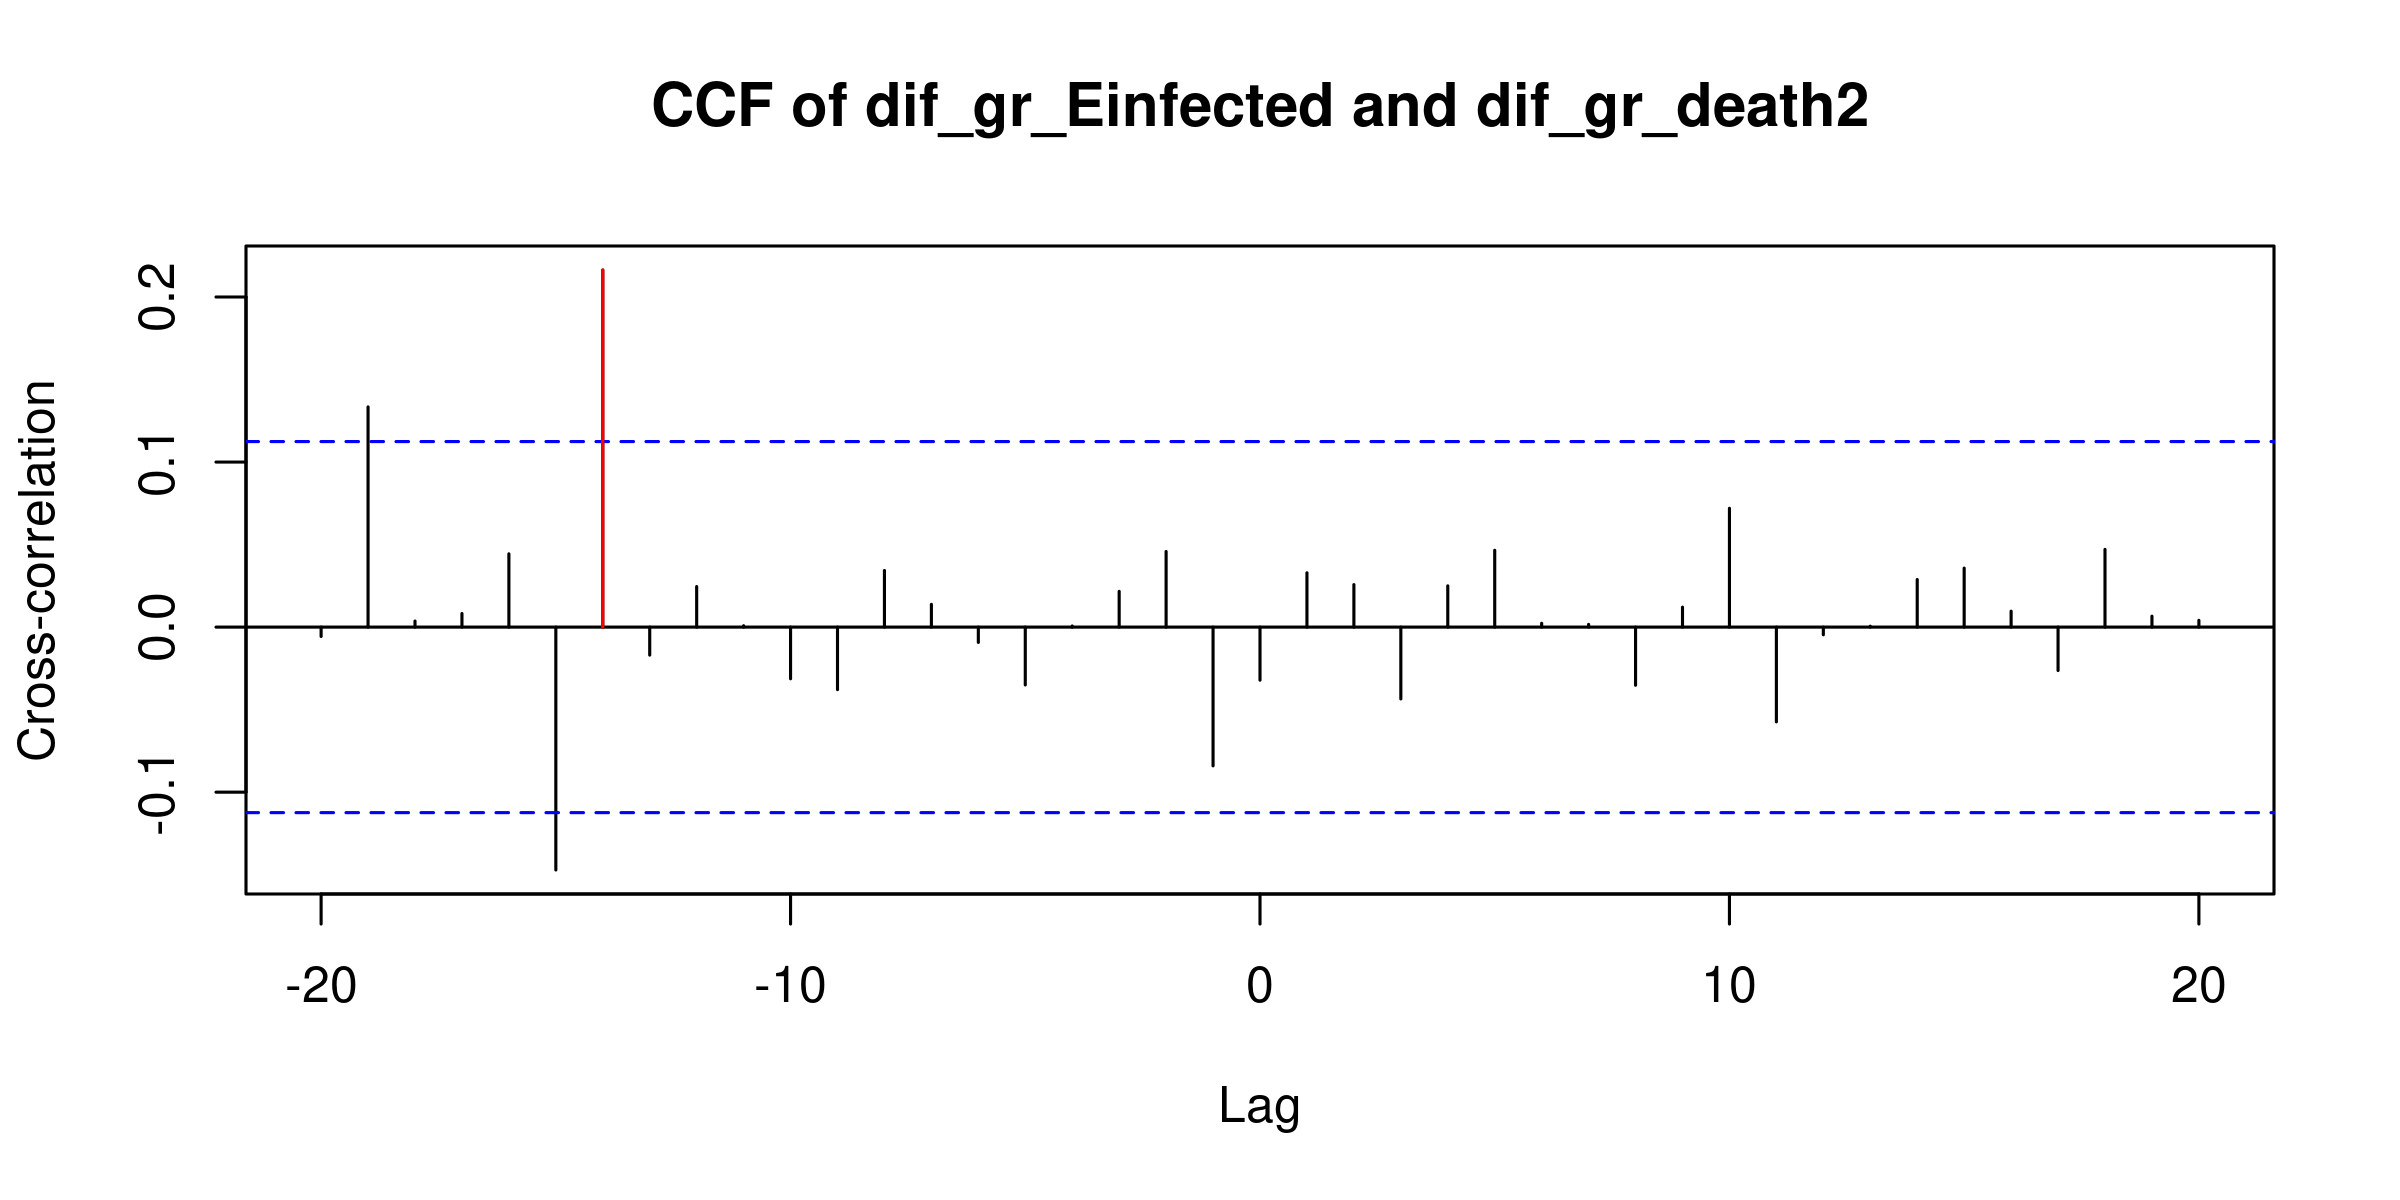 CCF of dif_gr_Einfected and dif_gr_death2
Cross-correlation
0.2
0.1
0.0
-0.1
-20 -10 0 10 20
Lag